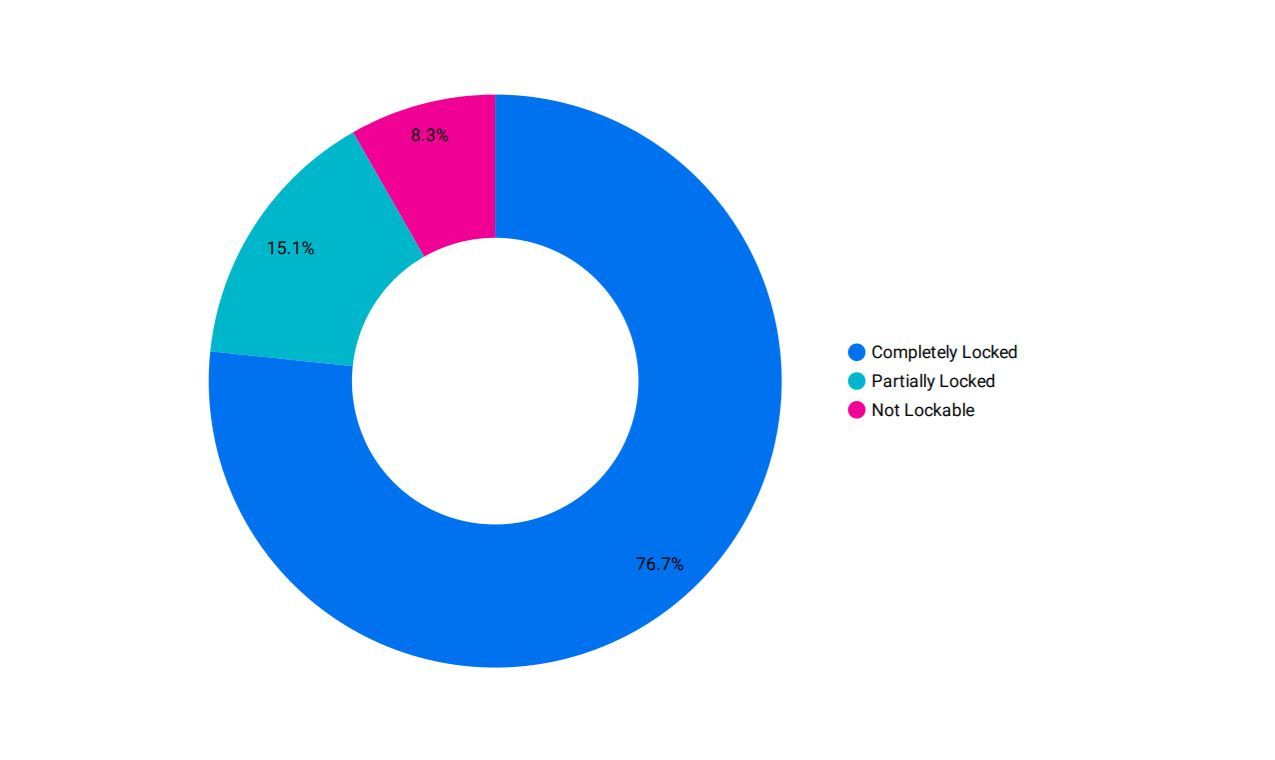 8.3%
15.1%
76.7%
Completely Locked
Partially Locked
Not Lockable